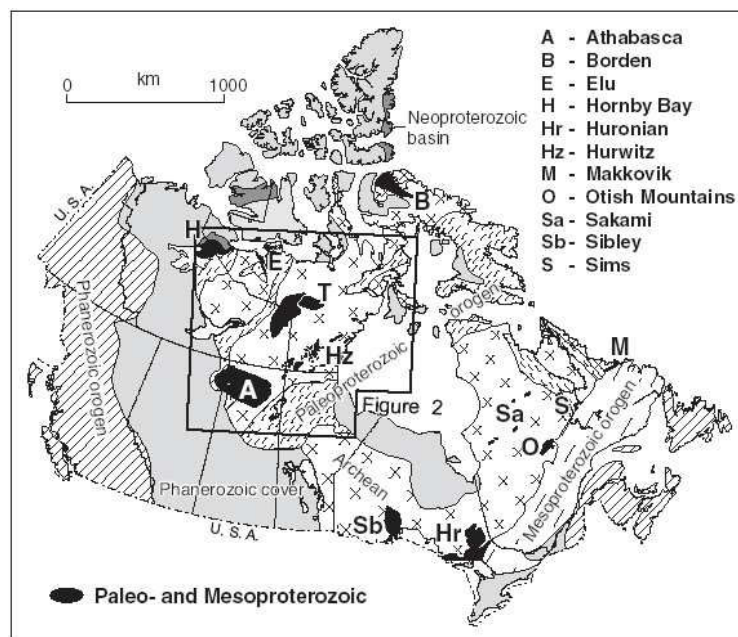 0 1000
km
Neoproterozoic
basin
A - Athabasca
B - Borden
E - Elu
H - Hornby Bay
Hr - Huronian
Hz - Hurwitz
M - Makkovik
O - Otish Mountains
Sa - Sakami
Sb - Sibley
S - Sims
U.S.A.
B
H
E
T
Phanerozoic orogen
Hz
Paleoproterozoic orogen
M
A
Figure 2
Sa
S
O
Archean
Mesoproterozoic orogen
Phanerozoic cover
Sb
Hr
U.S.A.
Paleo- and Mesoproterozoic